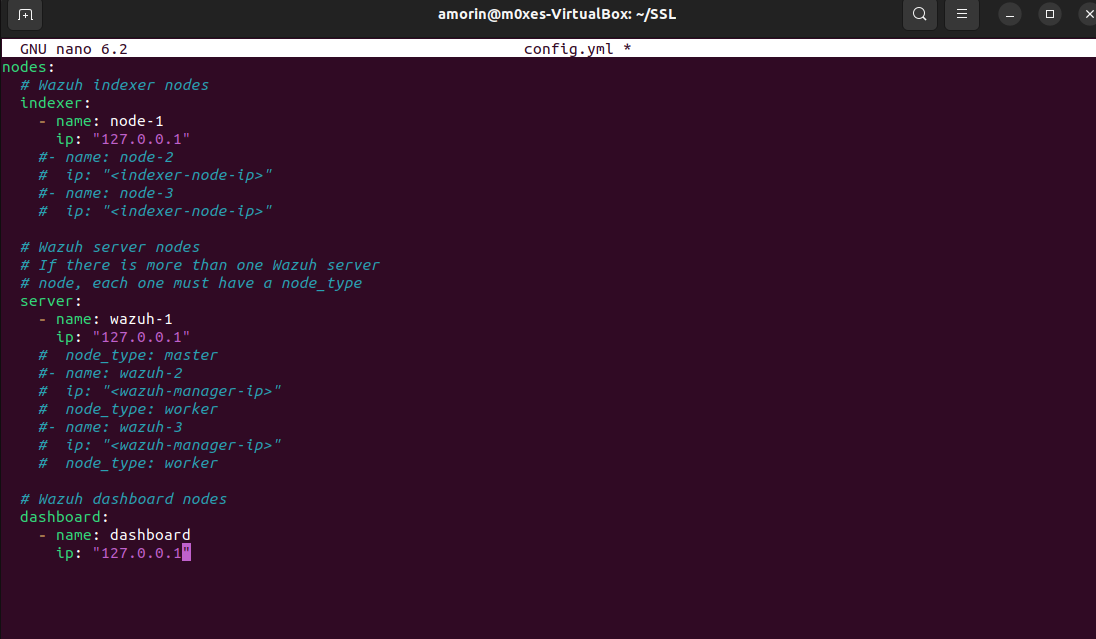 amorin@m0xes-VirtualBox: ~/SSL
GNU nano 6.2 config.yml *
nodes:
  # Wazuh indexer nodes
  indexer:
    - name: node-1
      ip: "127.0.0.1"
    #- name: node-2
    #  ip: "<indexer-node-ip>"
    #- name: node-3
    #  ip: "<indexer-node-ip>"

  # Wazuh server nodes
  # If there is more than one Wazuh server
  # node, each one must have a node_type
  server:
    - name: wazuh-1
      ip: "127.0.0.1"
    #  node_type: master
    #- name: wazuh-2
    #  ip: "<wazuh-manager-ip>"
    #  node_type: worker
    #- name: wazuh-3
    #  ip: "<wazuh-manager-ip>"
    #  node_type: worker

  # Wazuh dashboard nodes
  dashboard:
    - name: dashboard
      ip: "127.0.0.1"